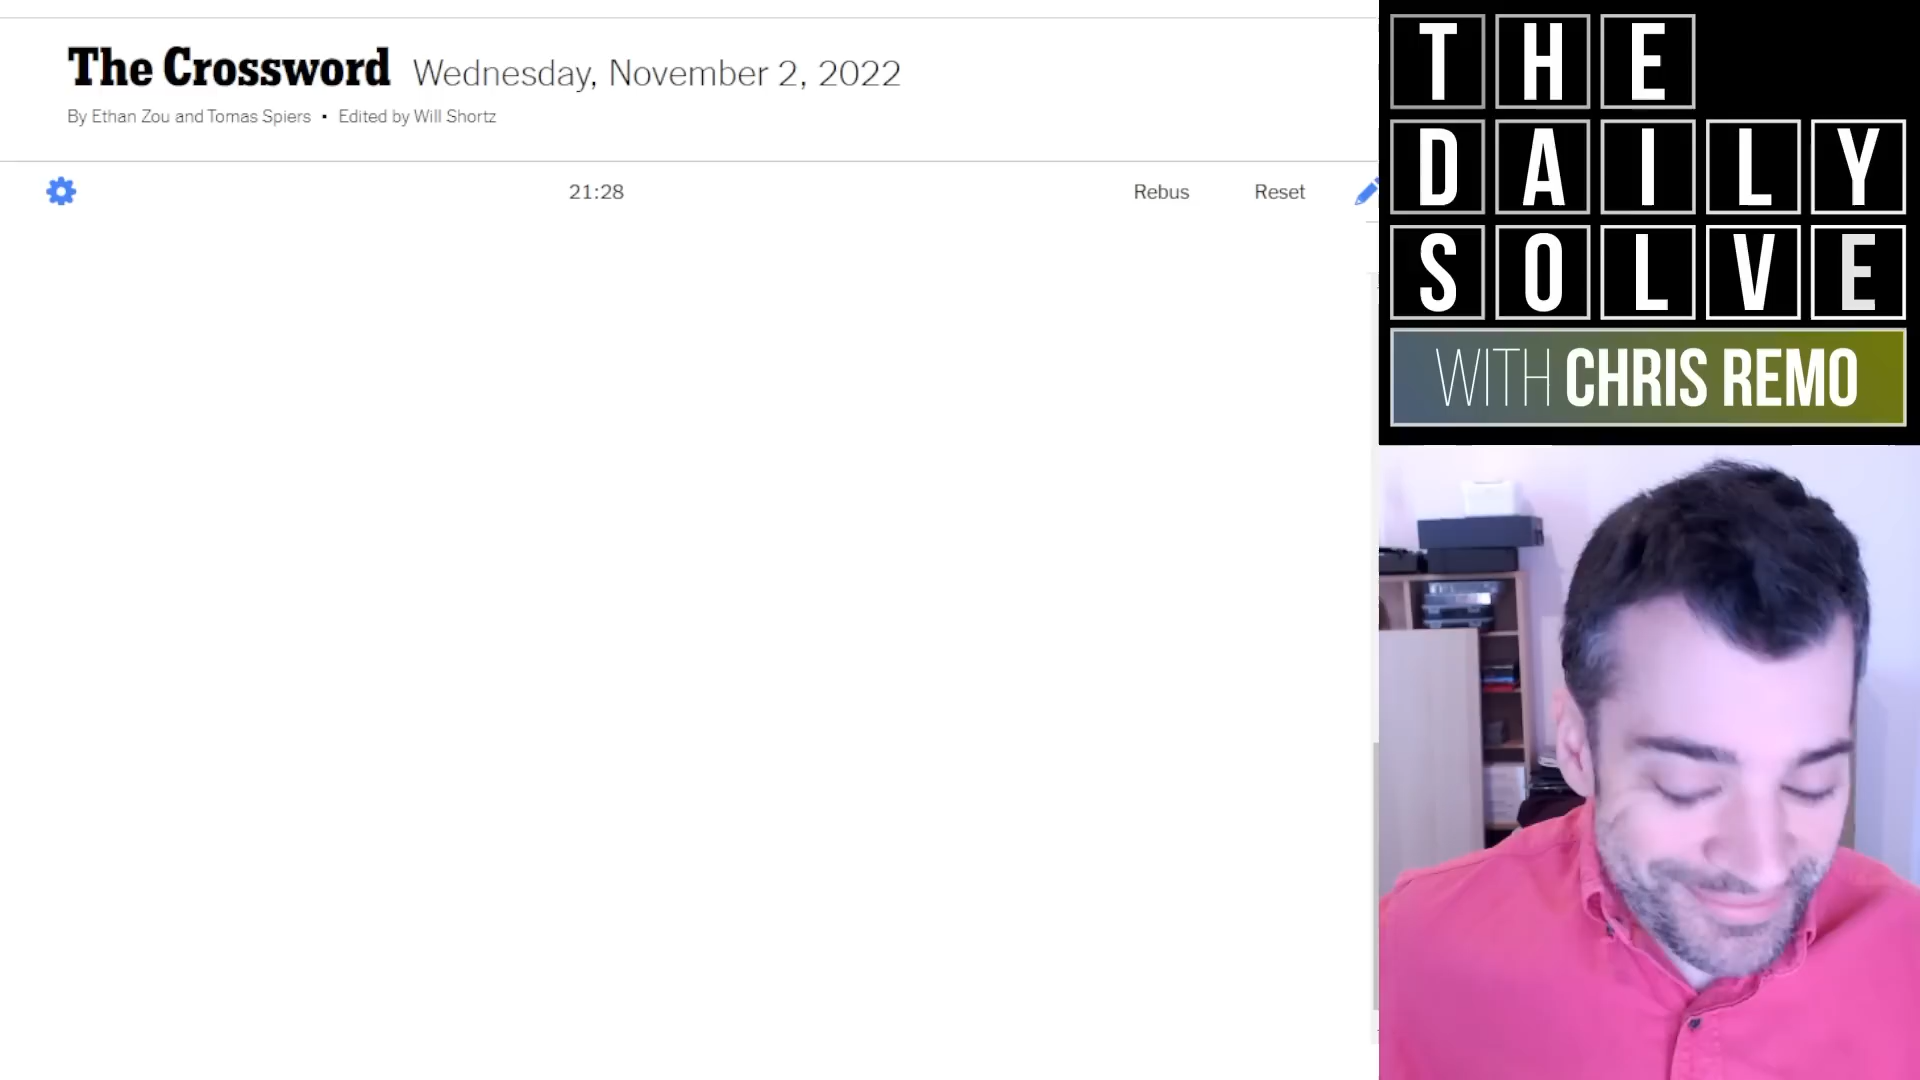 The Crossword Wednesday, November 2, 2022
By Ethan Zou and Tomas Spiers • Edited by Will Shortz
21:28 Rebus Reset
THE
DAILY
SOLVE
WITH CHRIS REMO